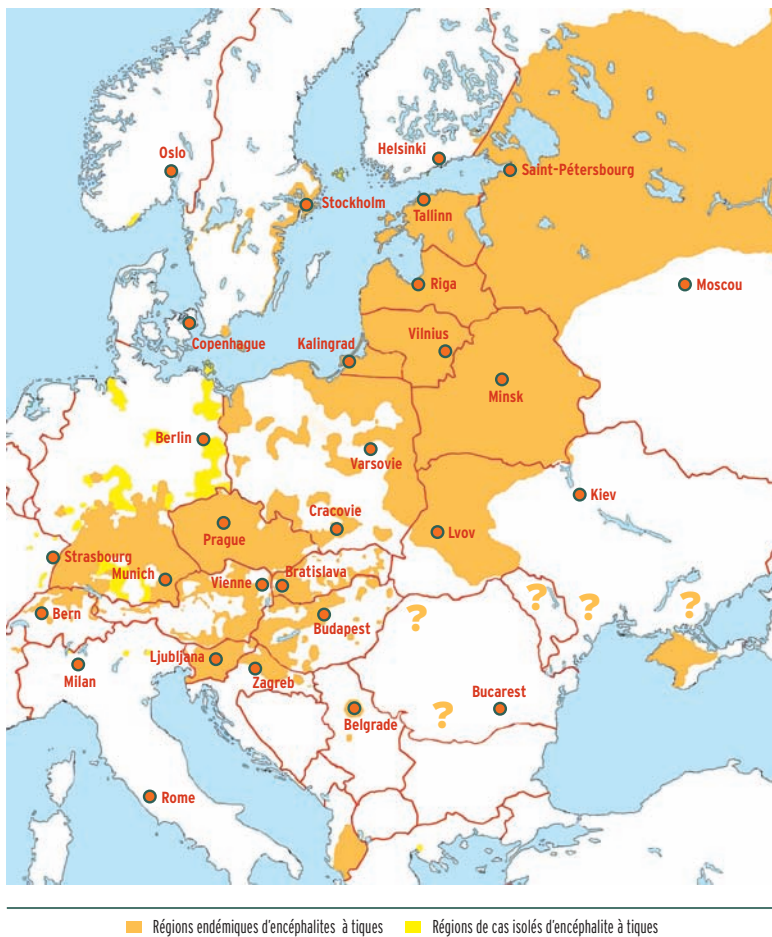 Oslo
Helsinki
Saint-Pétersbourg
Stockholm
Tallinn
Riga
Moscou
Copenhague
Kalingrad
Vilnius
Minsk
Berlin
Varsovie
Kiev
Cracovie
Prague
Lvov
Strasbourg
Munich
Vienne
Bratislava
Bern
Budapest
?
?
?
?
Ljubljana
Milan
Zagreb
Bucarest
?
Belgrade
Rome
Régions endémiques d'encéphalites à tiques
Régions de cas isolés d'encéphalite à tiques